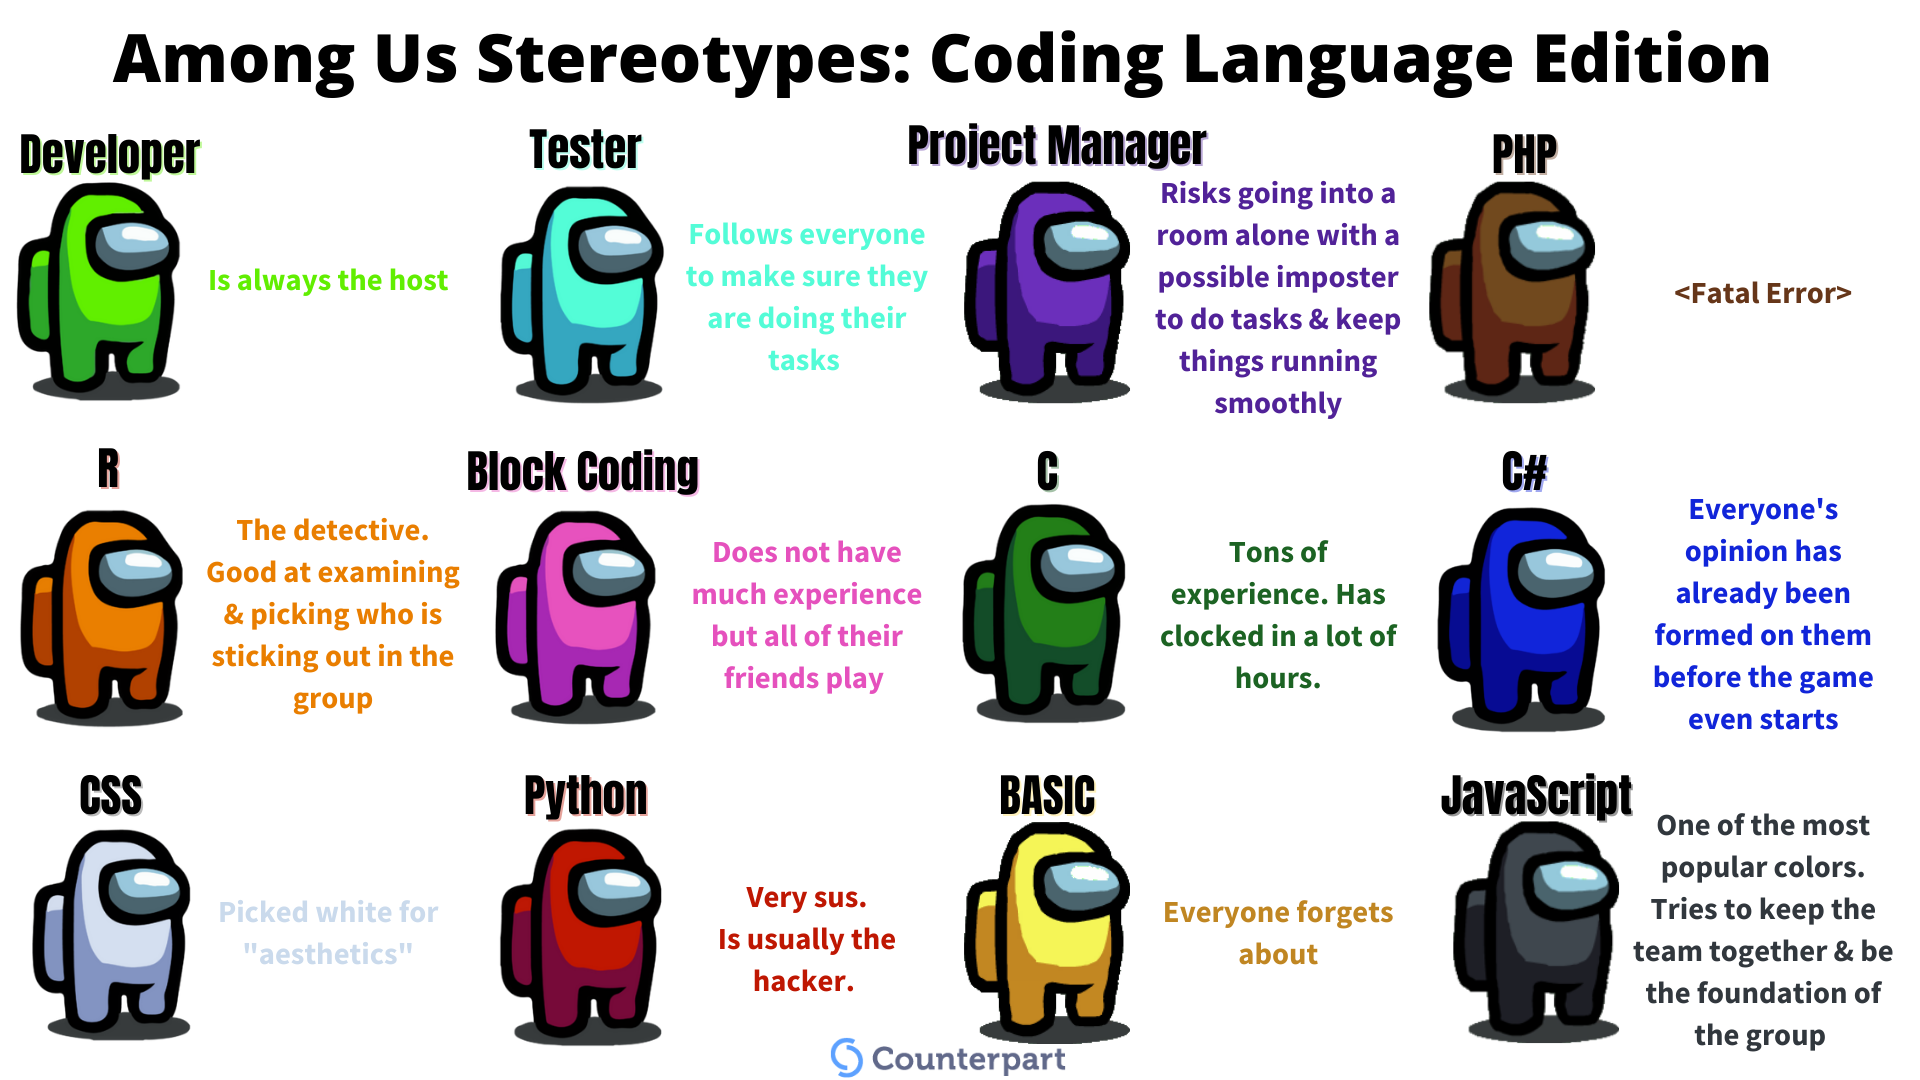 Among Us Stereotypes: Coding Language Edition
Developer
Is always the host
Tester
Follows everyone
to make sure they
are doing their
tasks
Project Manager
Risks going into a
room alone with a
possible imposter
to do tasks & keep
things running
smoothly
PHP
<Fatal Error>
R
The detective.
Good at examining
& picking who is
sticking out in the
group
Block Coding
Does not have
much experience
but all of their
friends play
C
Tons of
experience. Has
clocked in a lot of
hours.
C#
Everyone's
opinion has
already been
formed on them
before the game
even starts
CSS
Picked white for
"aesthetics"
Python
Very sus.
Is usually the
hacker.
BASIC
Everyone forgets
about
JavaScript
One of the most
popular colors.
Tries to keep the
team together & be
the foundation of
the group
Counterpart